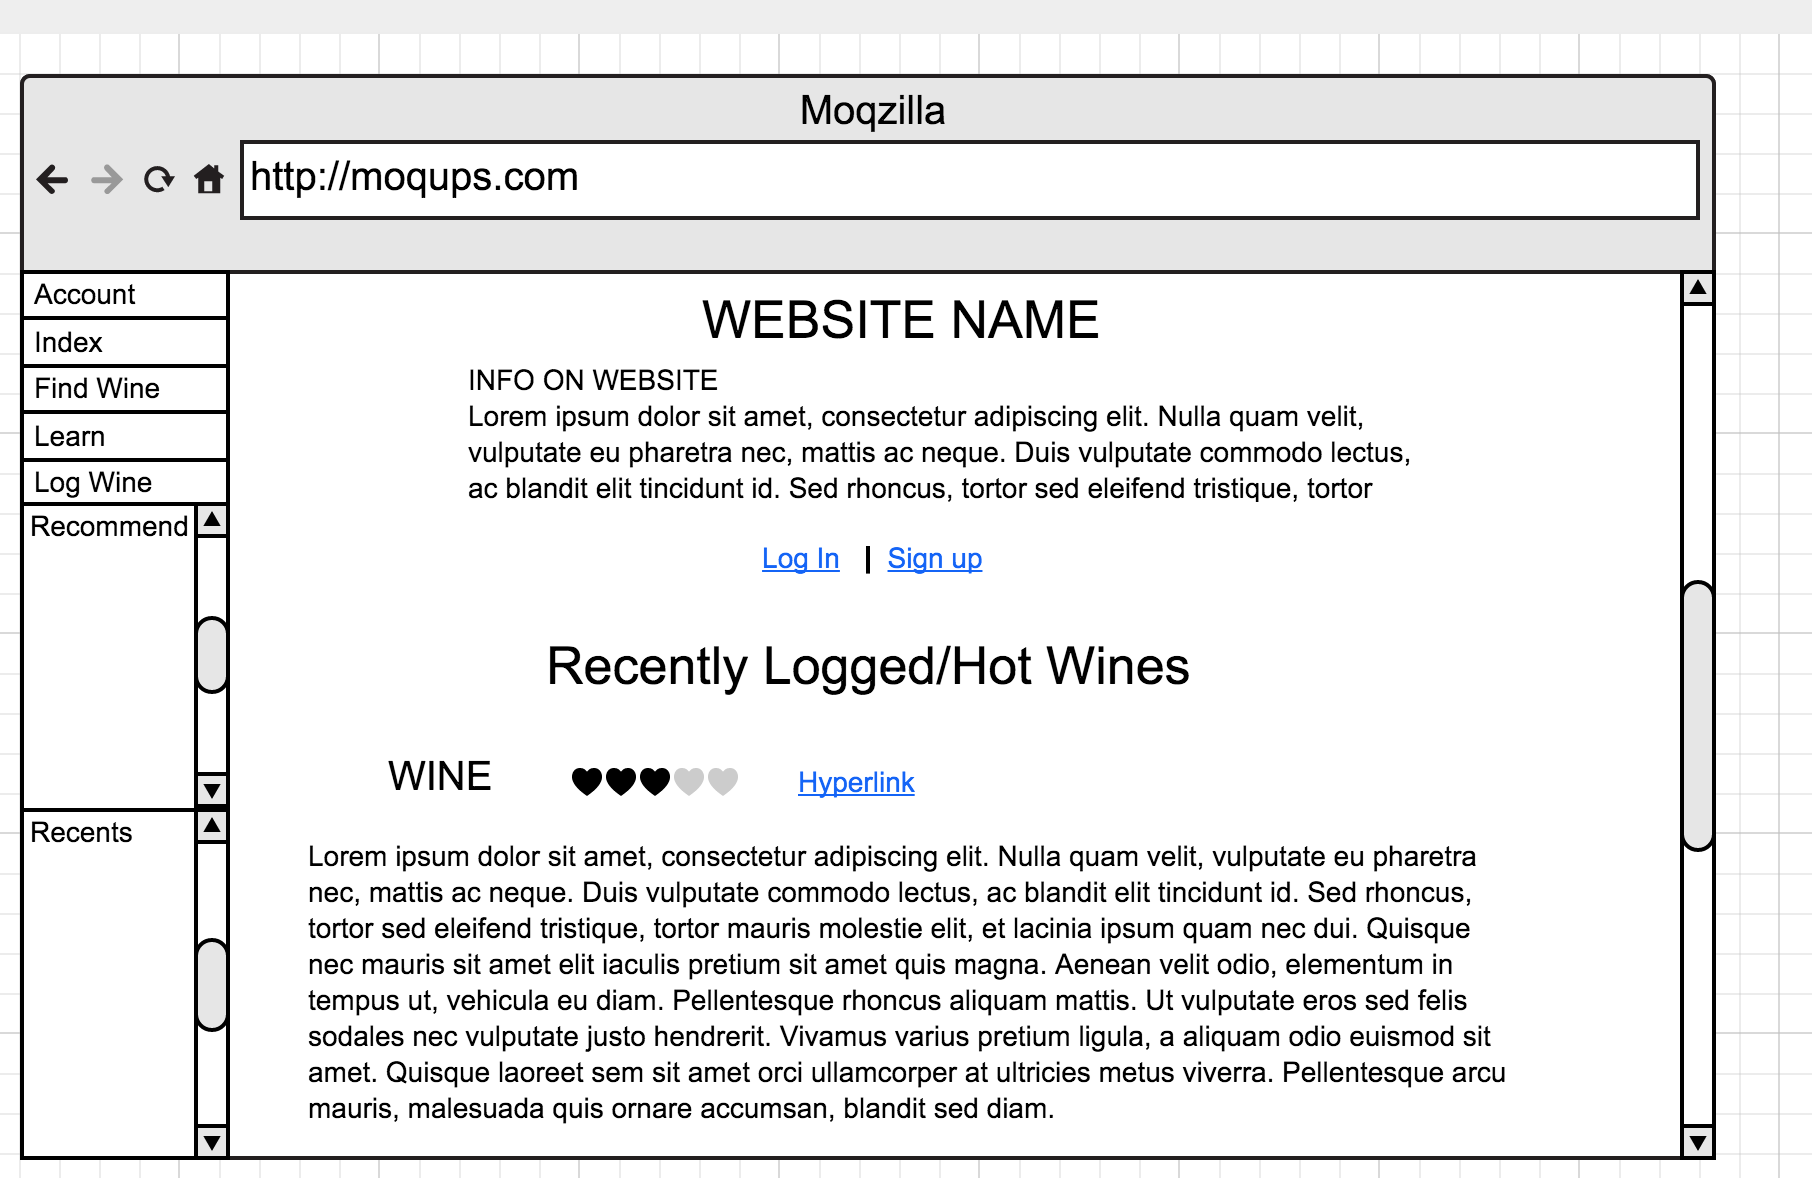 Moqzilla
http://moqups.com
Account
Index
Find Wine
Learn
Log Wine
Recommend
Recents
WEBSITE NAME
INFO ON WEBSITE
Lorem ipsum dolor sit amet, consectetur adipiscing elit. Nulla quam velit,
vulputate eu pharetra nec, mattis ac neque. Duis vulputate commodo lectus,
ac blandit elit tincidunt id. Sed rhoncus, tortor sed eleifend tristique, tortor
Log In | Sign up
Recently Logged/Hot Wines
WINE Hyperlink
Lorem ipsum dolor sit amet, consectetur adipiscing elit. Nulla quam velit, vulputate eu pharetra
nec, mattis ac neque. Duis vulputate commodo lectus, ac blandit elit tincidunt id. Sed rhoncus,
tortor sed eleifend tristique, tortor mauris molestie elit, et lacinia ipsum quam nec dui. Quisque
nec mauris sit amet elit iaculis pretium sit amet quis magna. Aenean velit odio, elementum in
tempus ut, vehicula eu diam. Pellentesque rhoncus aliquam mattis. Ut vulputate eros sed felis
sodales nec vulputate justo hendrerit. Vivamus varius pretium ligula, a aliquam odio euismod sit
amet. Quisque laoreet sem sit amet orci ullamcorper at ultricies metus viverra. Pellentesque arcu
mauris, malesuada quis ornare accumsan, blandit sed diam.